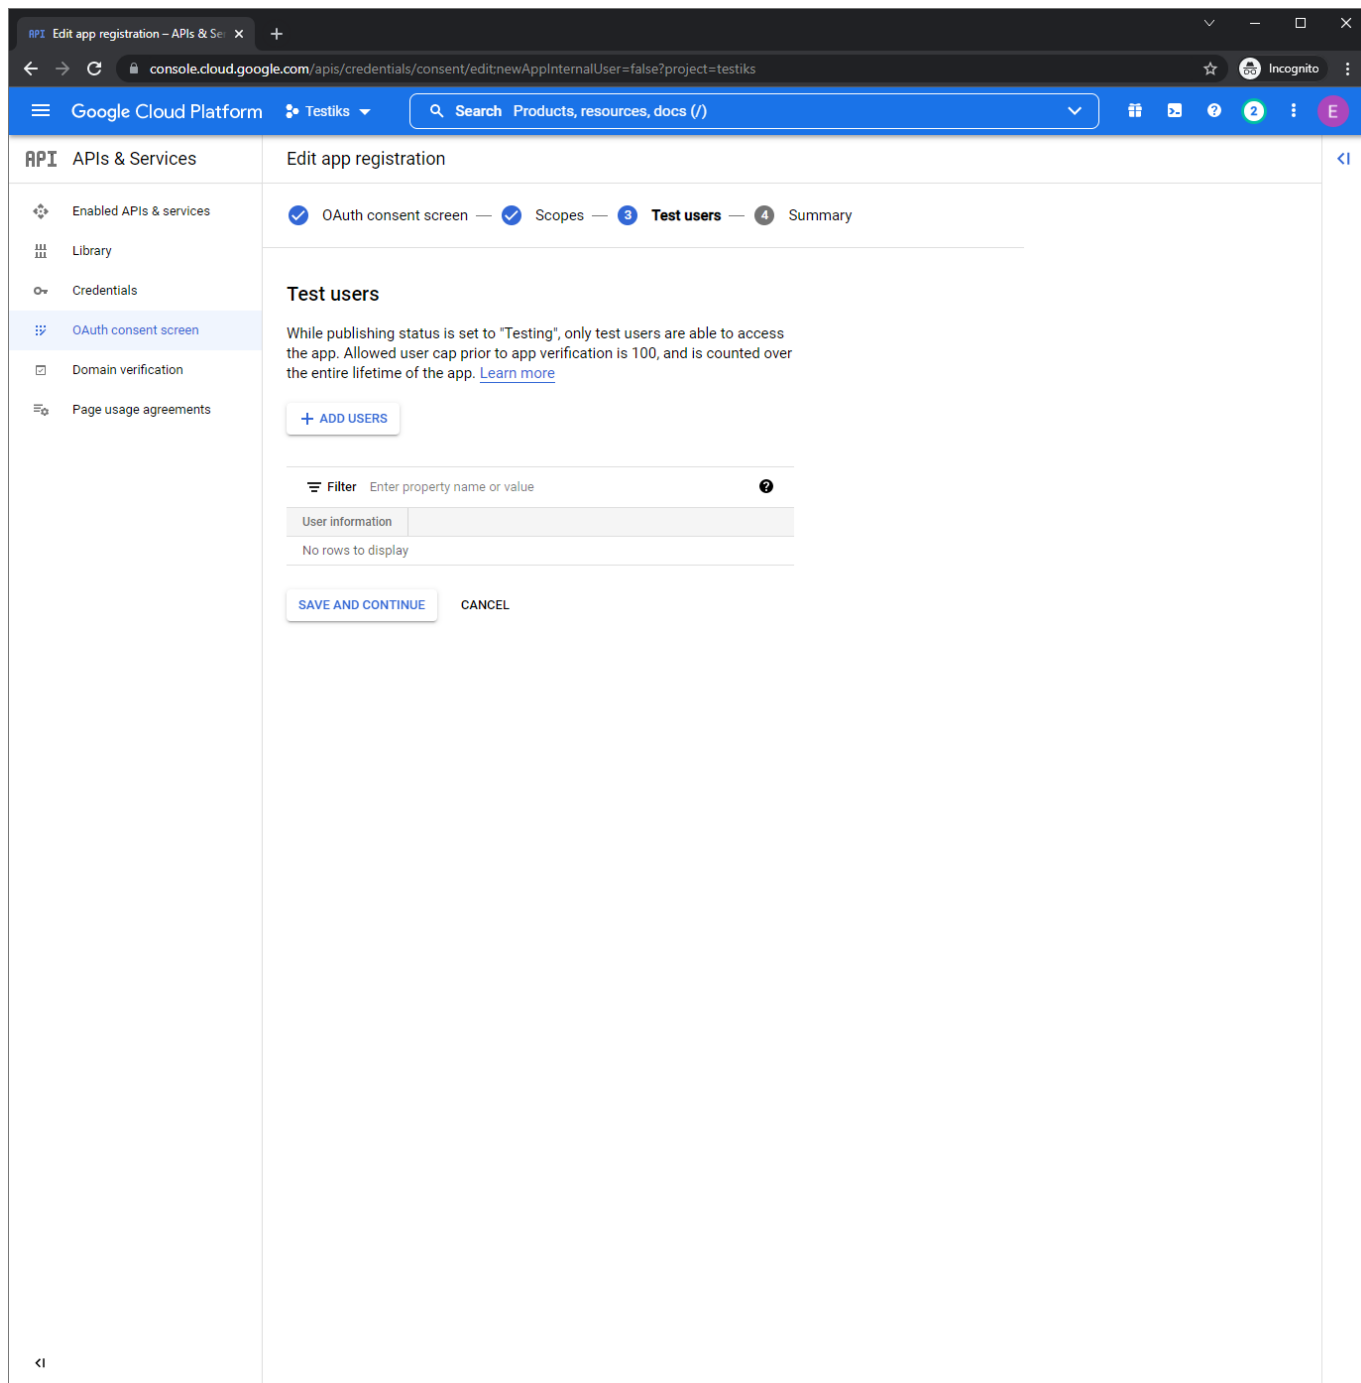 API Edit app registration – APIs & Ser
console.cloud.google.com/apis/credentials/consent/edit;newAppInternalUser=false?project=testiks
Incognito
Google Cloud Platform
Testiks
Search Products, resources, docs (/)
2
E
API APIs & Services
Edit app registration
Enabled APIs & services
Library
Credentials
OAuth consent screen
Domain verification
Page usage agreements
OAuth consent screen — Scopes — 3 Test users — 4 Summary
Test users
While publishing status is set to "Testing", only test users are able to access
the app. Allowed user cap prior to app verification is 100, and is counted over
the entire lifetime of the app. Learn more
+ ADD USERS
Filter Enter property name or value
User information
No rows to display
SAVE AND CONTINUE CANCEL